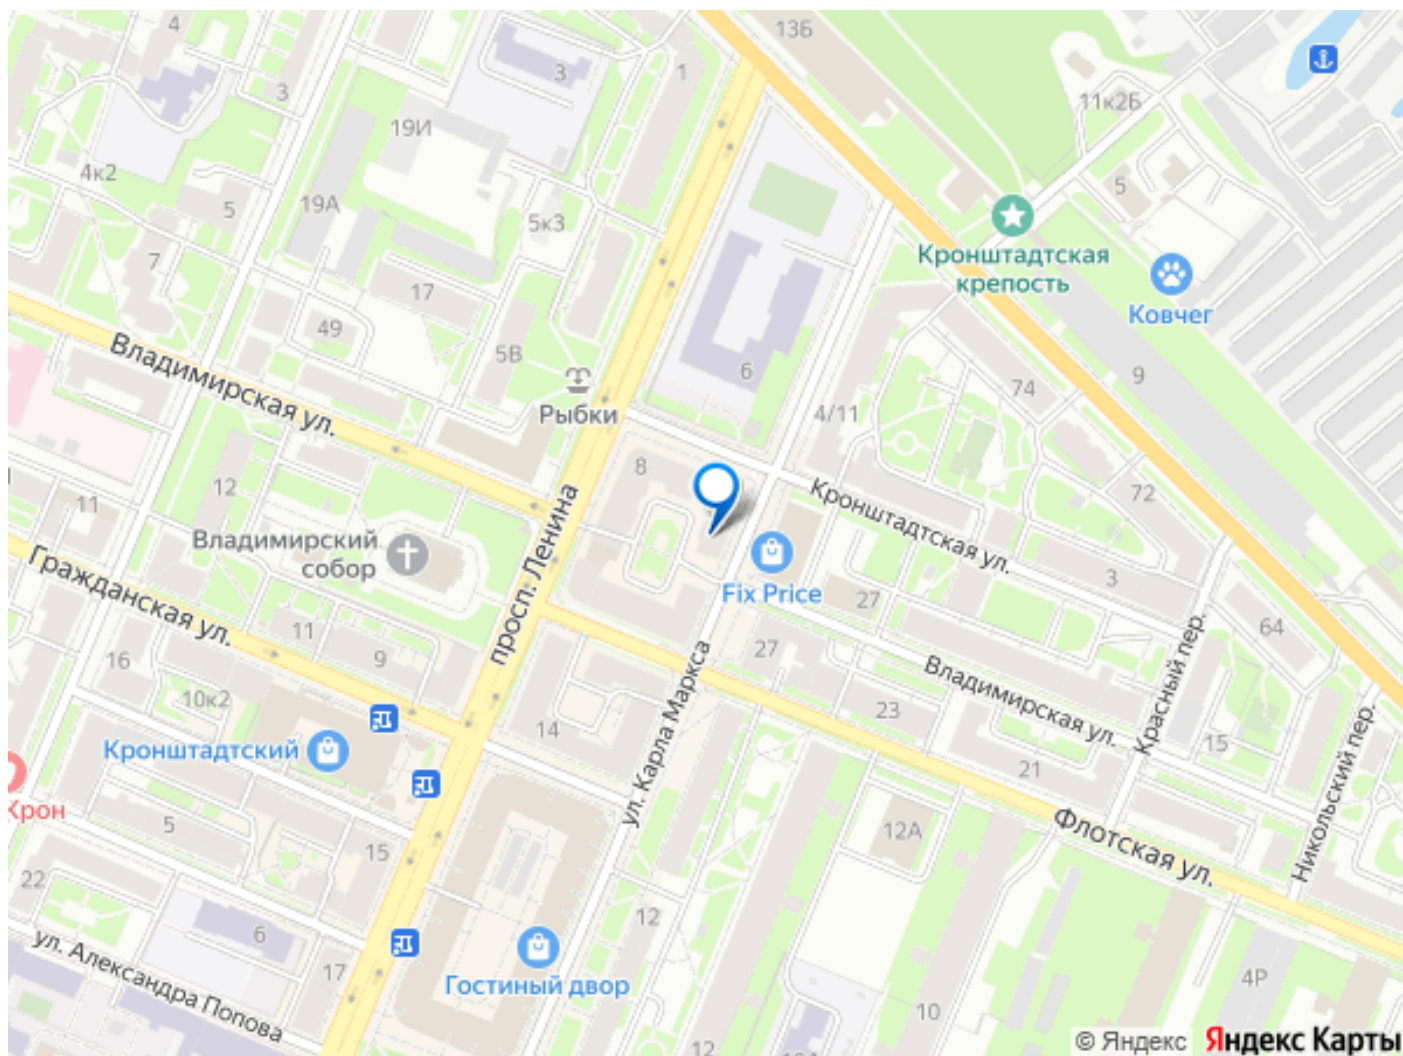 4
13Б
3
1
3
11к2Б
19И
4к2
5
5
19А
5к3
Кронштадтская
крепость
7
17
Ковчег
49
5В
6
74
9
Владимирская ул.
Рыбки
4/11
8
72
12
11
Кронштадтская ул.
Владимирский
собор
просп. Ленина
Fix Price
3
27
Гражданская ул.
11
9
27
64
16
Владимирская ул.
Красный пер.
10к2
23
14
15
Кронштадтский
ул. Карла Маркса
21
Никольский пер.
Крон
5
12А
Флотская ул.
15
22
12
6
ул. Александра Попова
17
Гостиный двор
4Р
10
12
© Яндекс Яндекс Карты